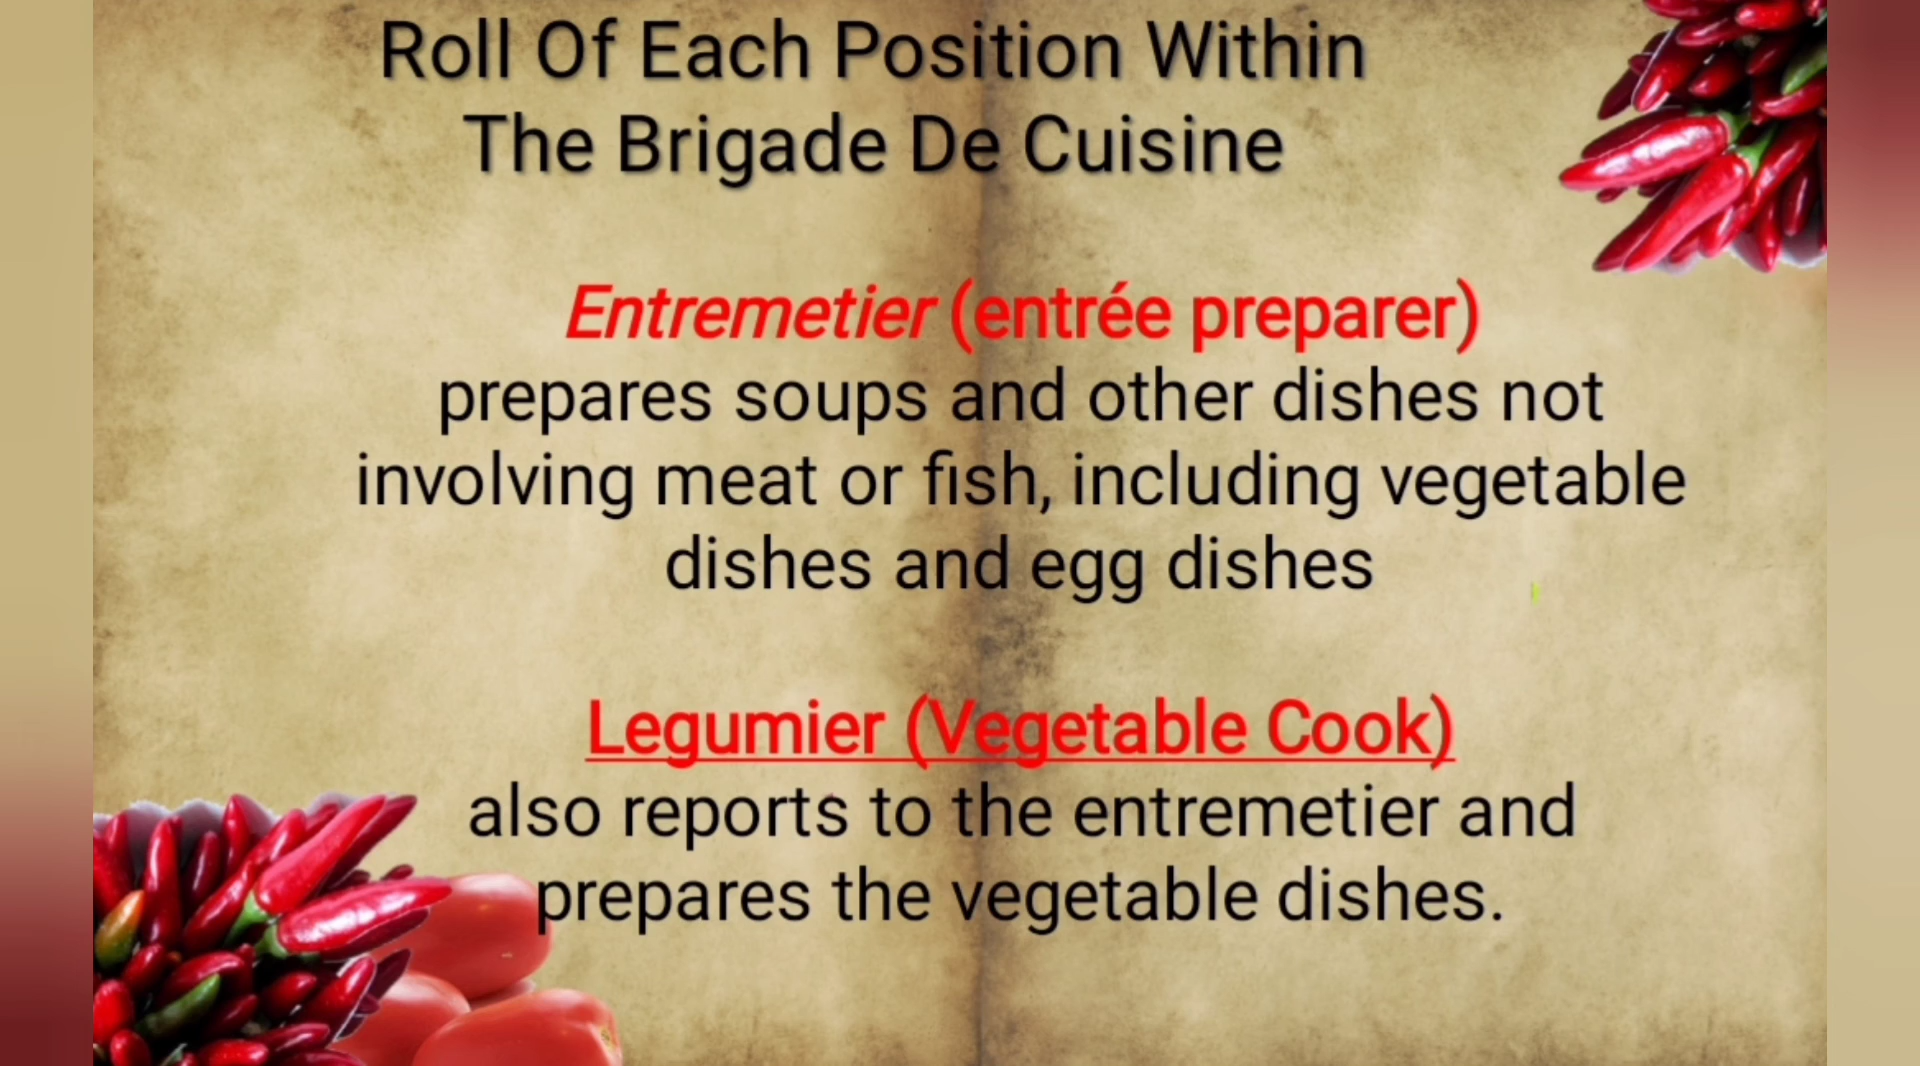 Roll Of Each Position Within
The Brigade De Cuisine
Entremetier (entrée preparer)
prepares soups and other dishes not
involving meat or fish, including vegetable
dishes and egg dishes
Legumier (Vegetable Cook)
also reports to the entremetier and
prepares the vegetable dishes.